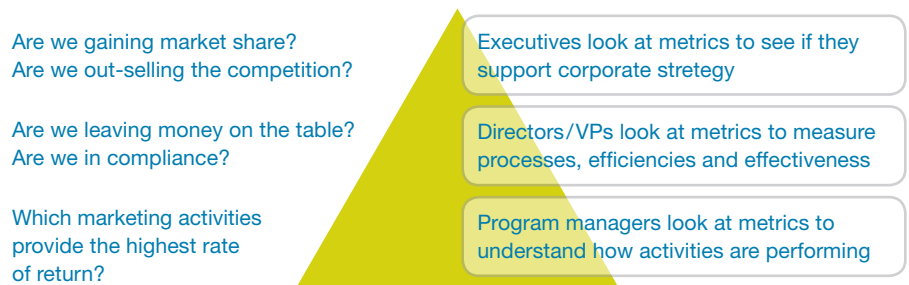 Are we gaining market share?
Are we out-selling the competition?
Executives look at metrics to see if they
support corporate stretegy
Are we leaving money on the table?
Are we in compliance?
Directors/VPs look at metrics to measure
processes, efficiencies and effectiveness
Which marketing activities
provide the highest rate
of return?
Program managers look at metrics to
understand how activities are performing